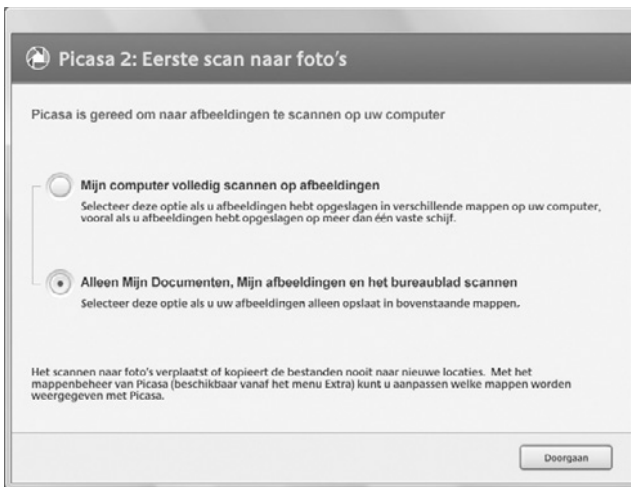 Picasa 2: Eerste scan naar foto's
Picasa is gereed om naar afbeeldingen te scannen op uw computer
Mijn computer volledig scannen op afbeeldingen
Selecteer deze optie als u afbeeldingen hebt opgeslagen in verschillende mappen op uw computer,
vooral als u afbeeldingen hebt opgeslagen op meer dan één vaste schijf.
Alleen Mijn Documenten, Mijn afbeeldingen en het bureaublad scannen
Selecteer deze optie als u uw afbeeldingen alleen opslaat in bovenstaande mappen.
Het scannen naar foto's verplaatst of kopieert de bestanden nooit naar nieuwe locaties. Met het
mappenbeheer van Picasa (beschikbaar vanaf het menu Extra) kunt u aanpassen welke mappen worden
weergegeven met Picasa.
Doorgaan